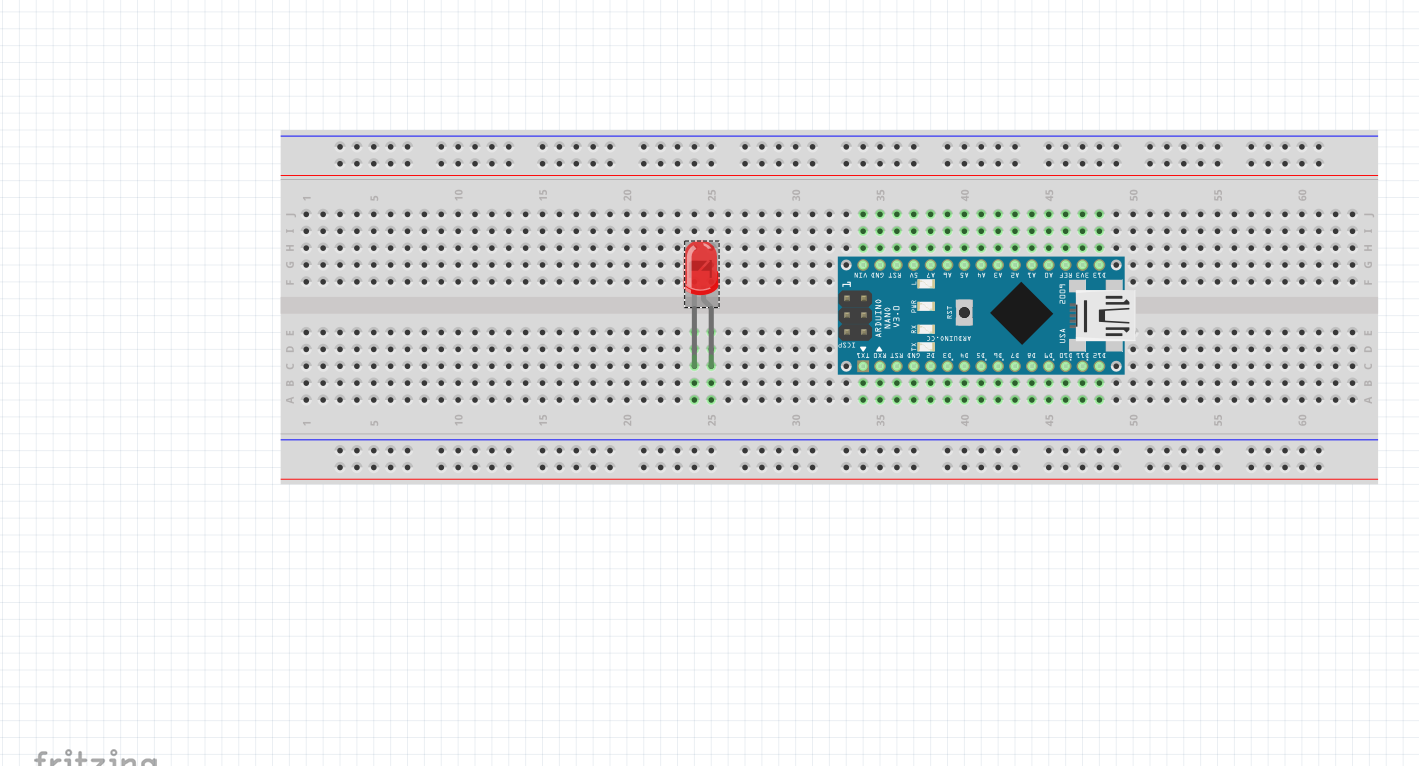 1 5 10 15 20 25 30 35 40 45 50 55 60
J J
I I
H H
G G
F F
VIN GND RST 5V A7 A6 A5 A4 A3 A2 A1 A0 REF 3V3 D13
1
L
PWR
RX
TX
ARDUINO
NANO
V3.0
RST
ARDUINO.CC
2009
USA
ICSP
TX1 RX0 RST GND D2 D3 D4 D5 D6 D7 D8 D9 D10 D11 D12
E E
D D
C C
B B
A A
1 5 10 15 20 25 30 35 40 45 50 55 60
fritzing